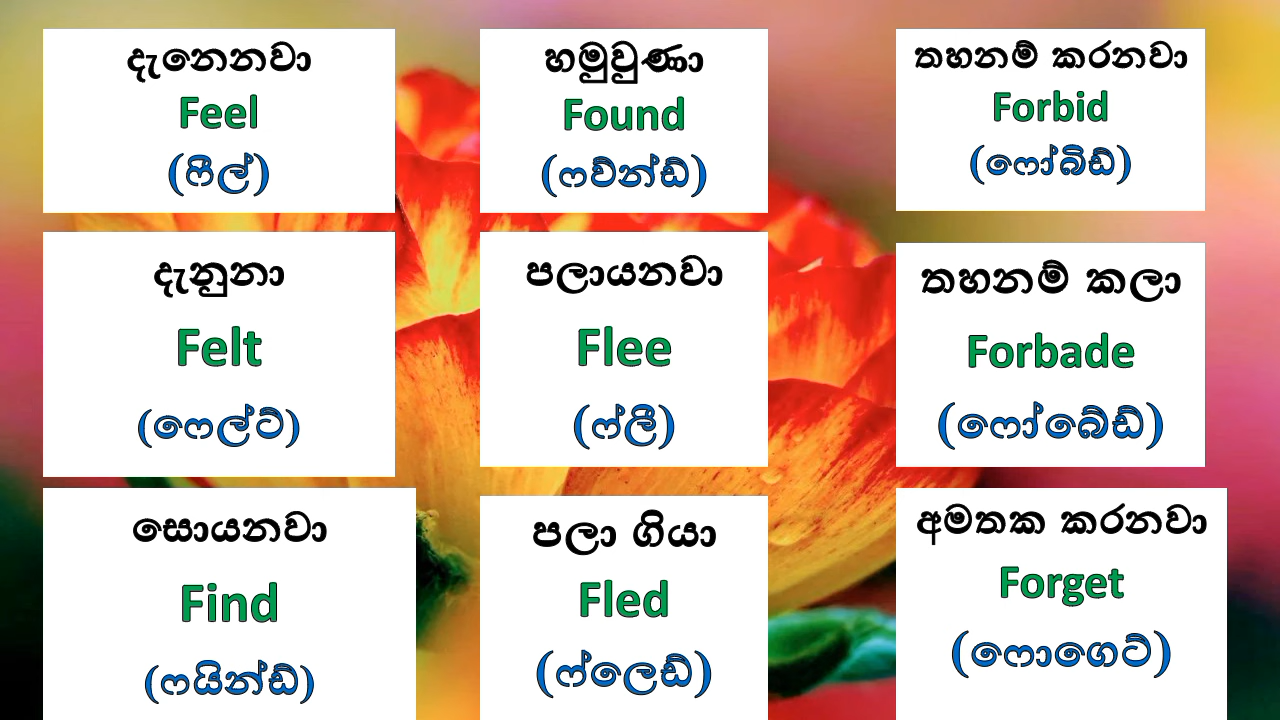 දැනෙනවා
Feel
(ෆීල්)
දැනුනා
Felt
(ෆෙල්ට්)
සොයනවා
Find
(ෆයින්ඩ්)
හමුවුණා
Found
(ෆව්න්ඩ්)
පලායනවා
Flee
(ෆ්ලී)
පලා ගියා
Fled
(ෆ්ලෙඩ්)
තහනම් කරනවා
Forbid
(ෆෝබිඩ්)
තහනම් කලා
Forbade
(ෆෝබේඩ්)
අමතක කරනවා
Forget
(ෆොගෙට්)